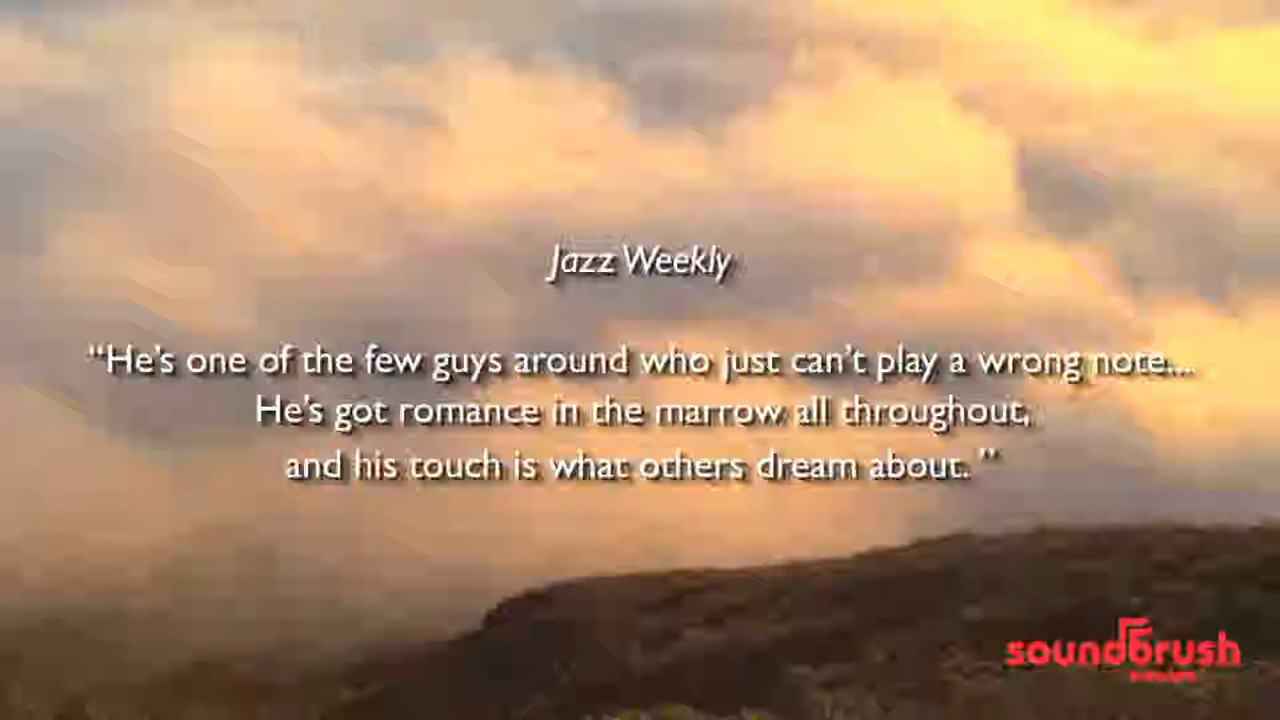 Jazz Weekly
“He’s one of the few guys around who just can’t play a wrong note...
He’s got romance in the marrow all throughout,
and his touch is what others dream about. ”
soundbrush